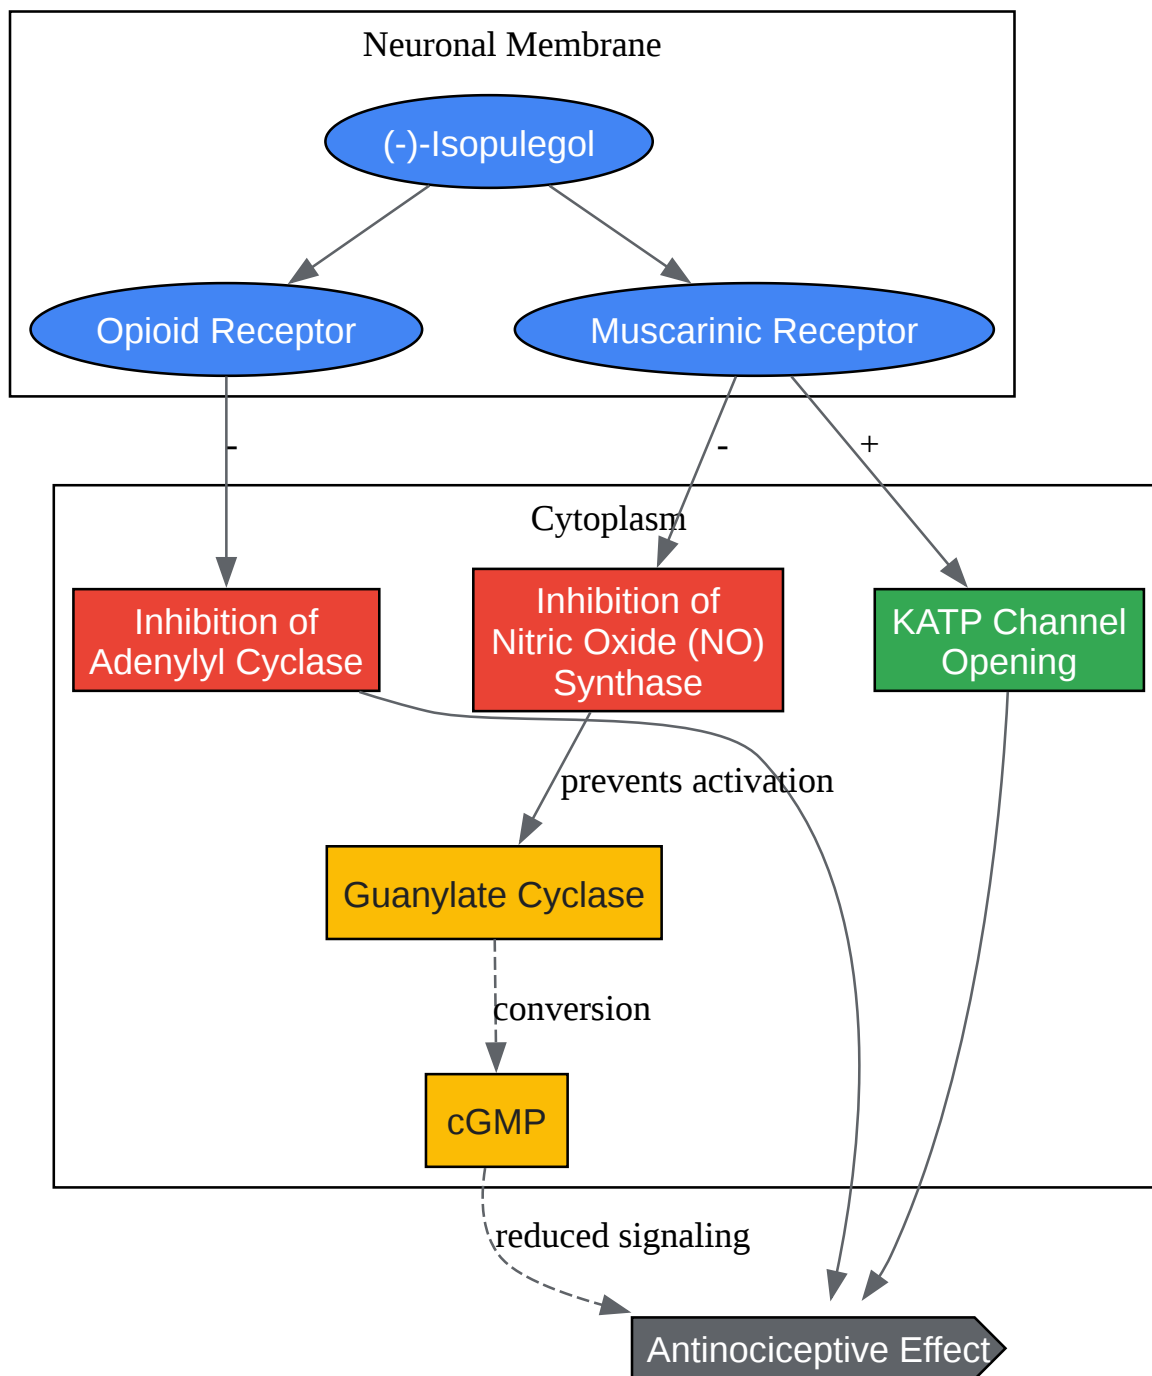 Neuronal Membrane
(-)-Isopulegol
Opioid Receptor
Muscarinic Receptor
-
-
+
Cytoplasm
Inhibition of
Adenylyl Cyclase
Inhibition of
Nitric Oxide (NO)
Synthase
KATP Channel
Opening
prevents activation
Guanylate Cyclase
conversion
cGMP
reduced signaling
Antinociceptive Effect